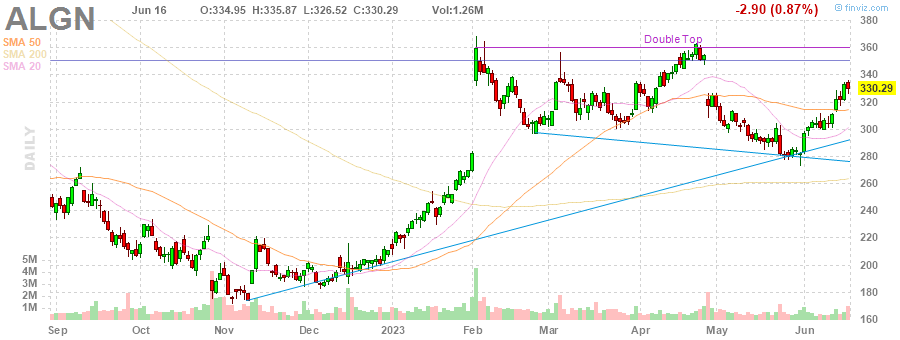 ALGN
Jun 16 O:334.95 H:335.87 L:326.52 C:330.29 Vol:1.26M -2.90 (0.87%) © finviz.com
SMA 50
SMA 200
SMA 20
DAILY
Double Top
380
360
340
330.29
320
300
280
260
240
220
200
180
160
5M
4M
3M
2M
1M
Sep Oct Nov Dec 2023 Feb Mar Apr May Jun